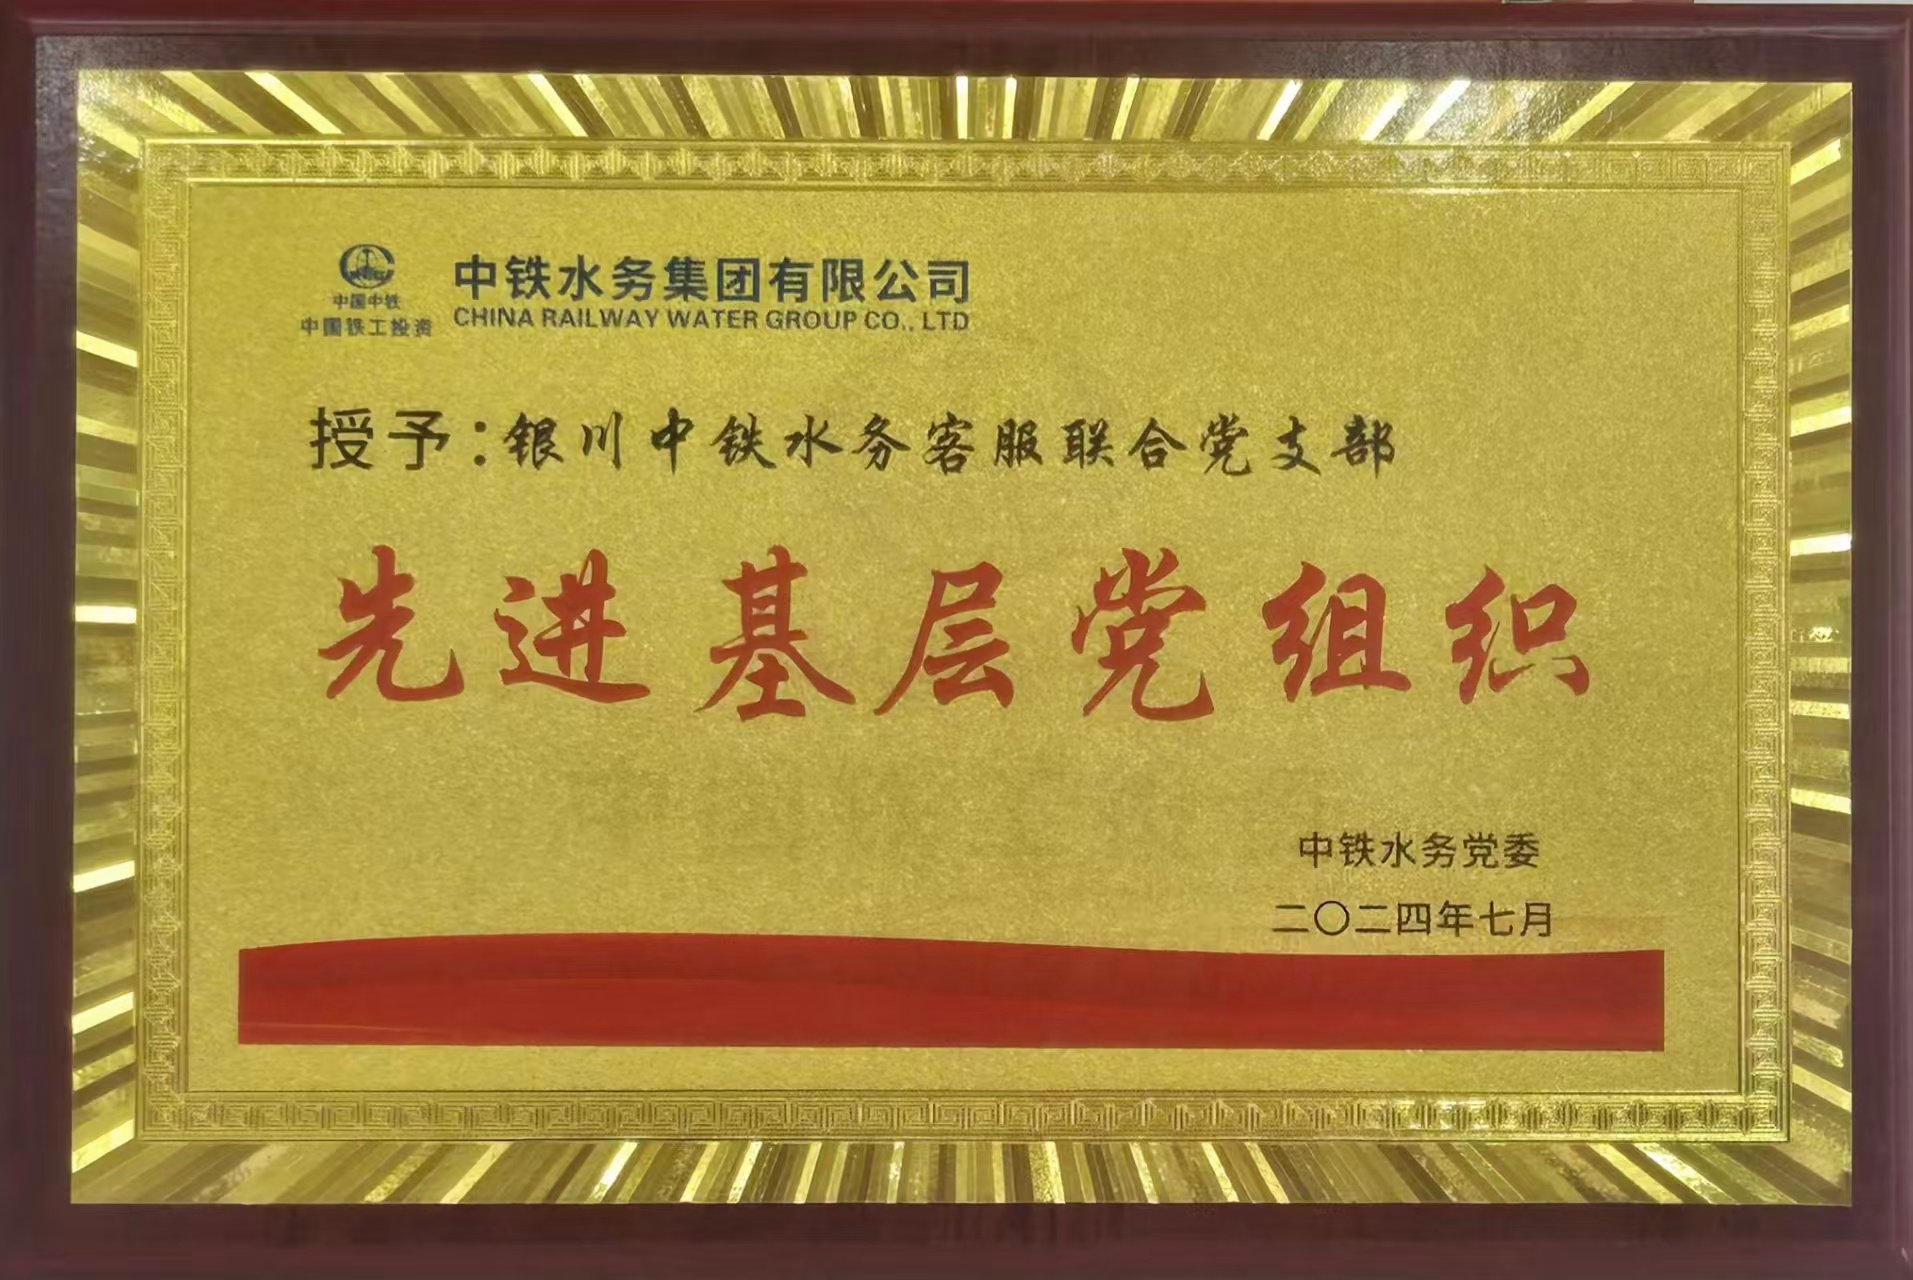 中国中铁
中国铁工投资
中铁水务集团有限公司
CHINA RAILWAY WATER GROUP CO., LTD
授予：银川中铁水务客服联合党支部
先进基层党组织
中铁水务党委
二〇二四年七月